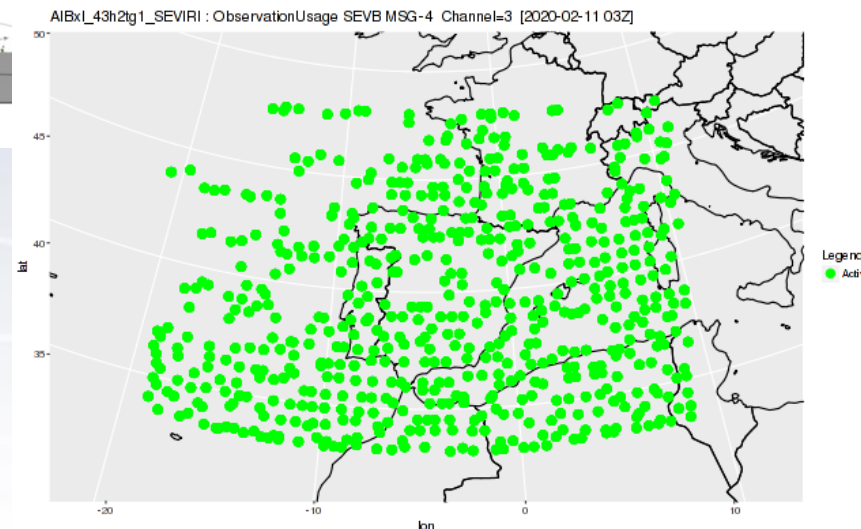 AIBxl_43h2tg1_SEVIRI : ObservationUsage SEVB MSG-4 Channel=3 [2020-02-11 03Z]
50
45
40
35
lat
-20
-10
0
10
lon
Legend
Acti